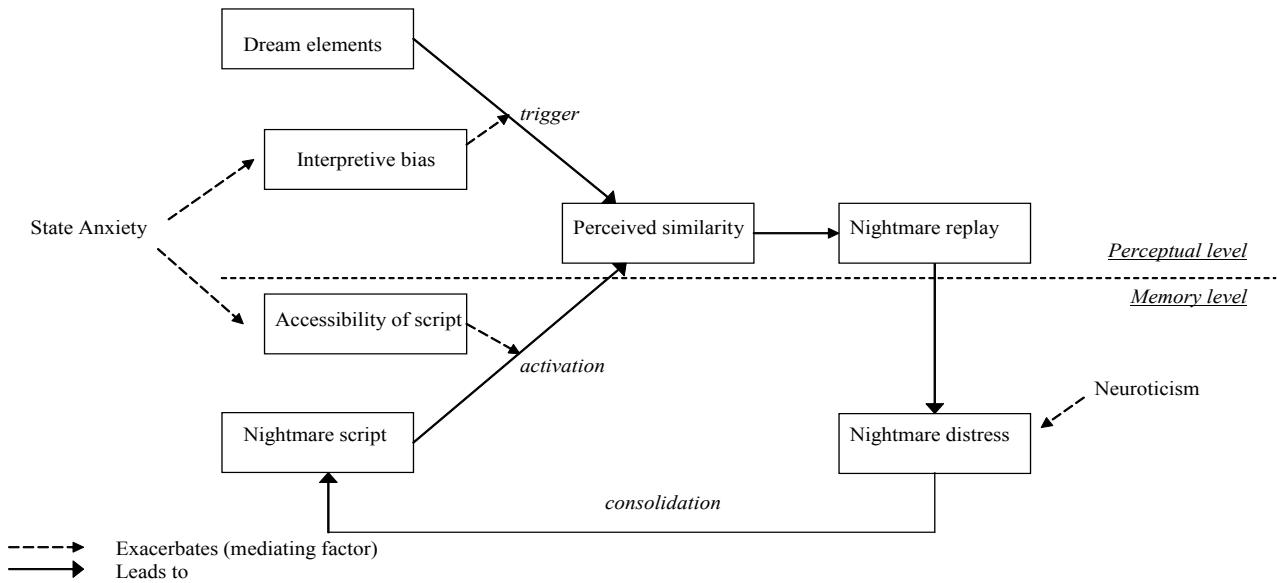 Dream elements
trigger
Interpretive bias
State Anxiety
Perceived similarity
Nightmare replay
Perceptual level
Memory level
Accessibility of script
activation
Neuroticism
Nightmare script
Nightmare distress
consolidation
Exacerbates (mediating factor)
Leads to